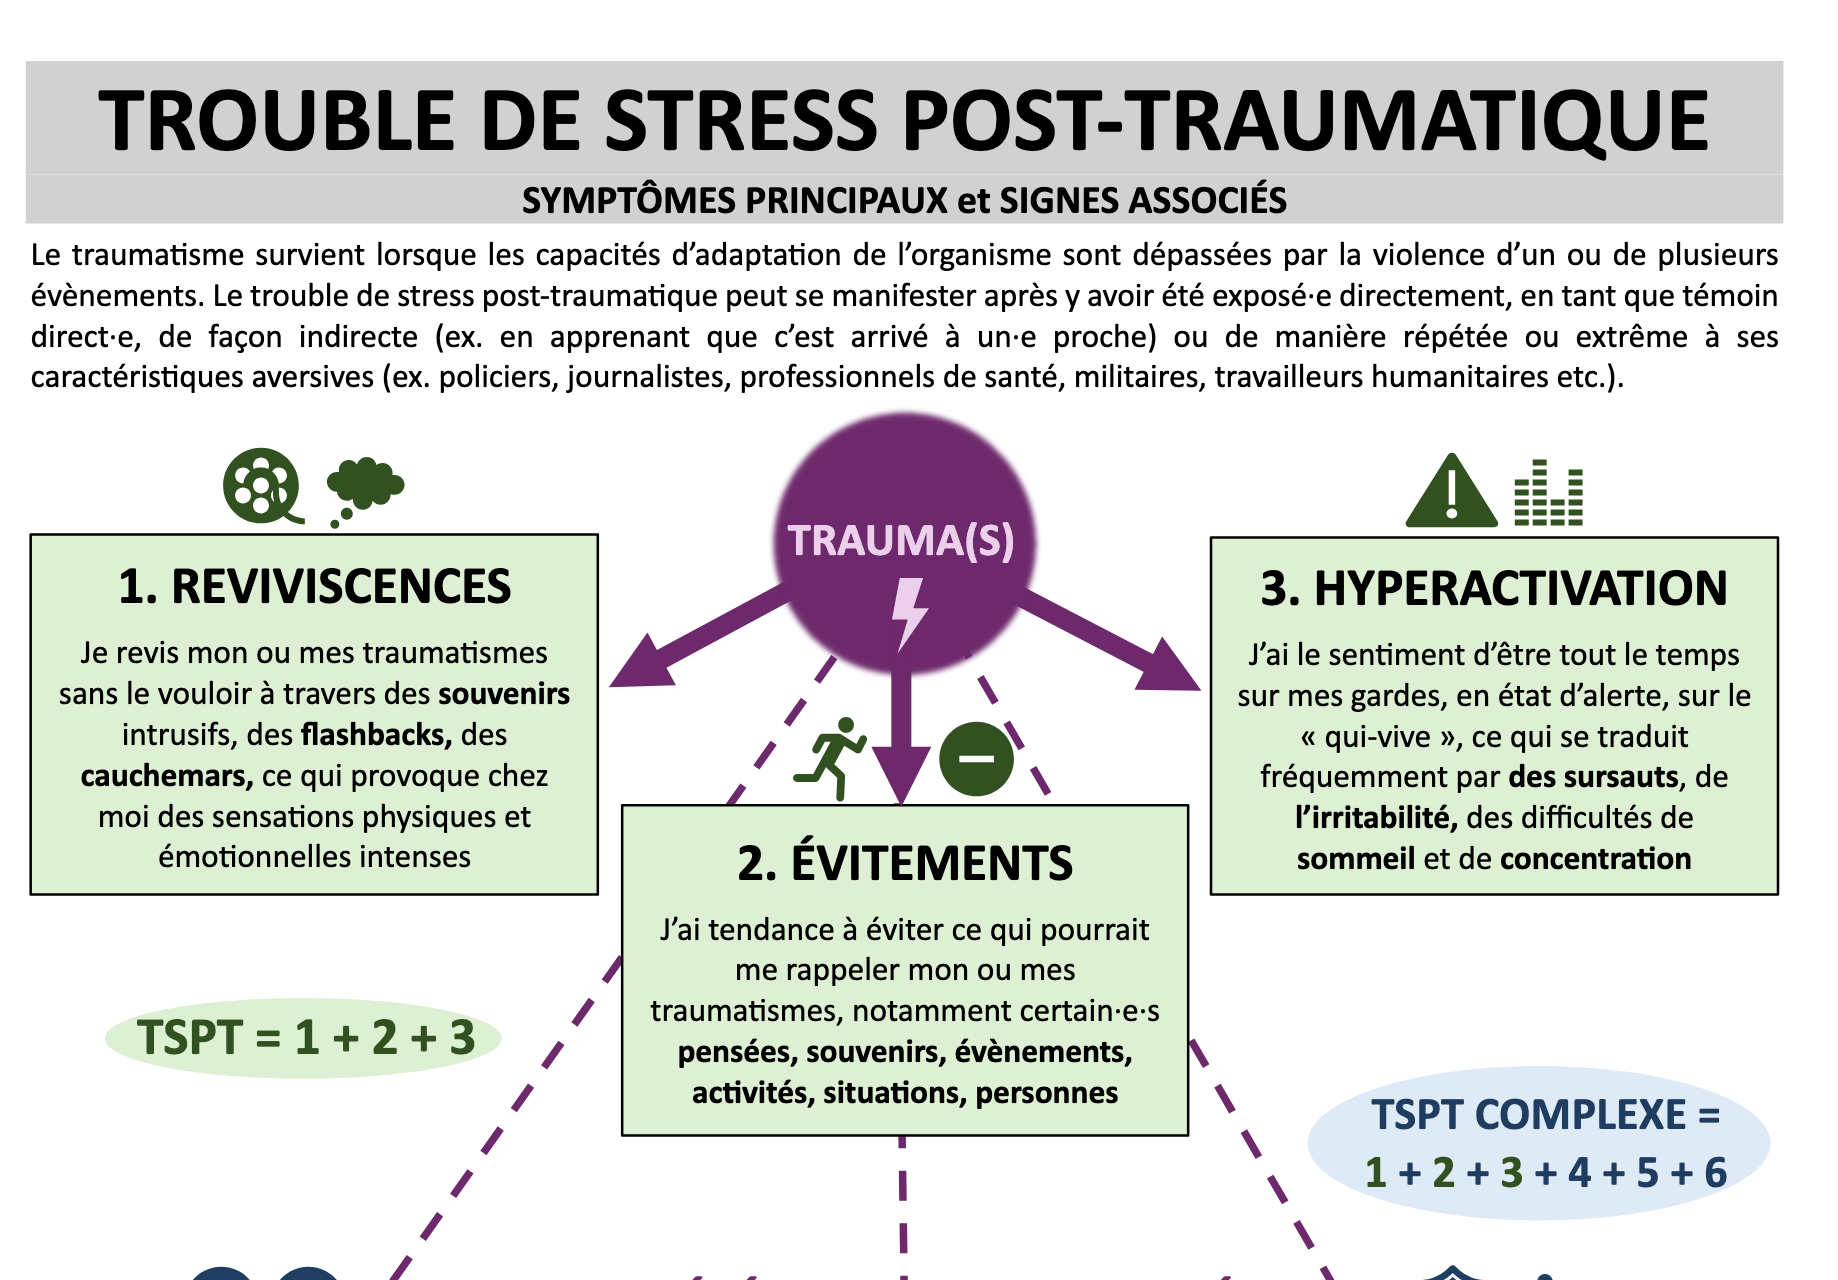 TROUBLE DE STRESS POST-TRAUMATIQUE
SYMPTÔMES PRINCIPAUX et SIGNES ASSOCIÉS
Le traumatisme survient lorsque les capacités d’adaptation de l’organisme sont dépassées par la violence d’un ou de plusieurs
évènements. Le trouble de stress post-traumatique peut se manifester après y avoir été exposé·e directement, en tant que témoin
direct·e, de façon indirecte (ex. en apprenant que c’est arrivé à un·e proche) ou de manière répétée ou extrême à ses
caractéristiques aversives (ex. policiers, journalistes, professionnels de santé, militaires, travailleurs humanitaires etc.).
TRAUMA(S)
1. REVIVISCENCES
Je revis mon ou mes traumatismes
sans le vouloir à travers des souvenirs
intrusifs, des flashbacks, des
cauchemars, ce qui provoque chez
moi des sensations physiques et
émotionnelles intenses
2. ÉVITEMENTS
J’ai tendance à éviter ce qui pourrait
me rappeler mon ou mes
traumatismes, notamment certain·e·s
pensées, souvenirs, évènements,
activités, situations, personnes
3. HYPERACTIVATION
J’ai le sentiment d’être tout le temps
sur mes gardes, en état d’alerte, sur le
« qui-vive », ce qui se traduit
fréquemment par des sursauts, de
l’irritabilité, des difficultés de
sommeil et de concentration
TSPT = 1 + 2 + 3
TSPT COMPLEXE =
1 + 2 + 3 + 4 + 5 + 6